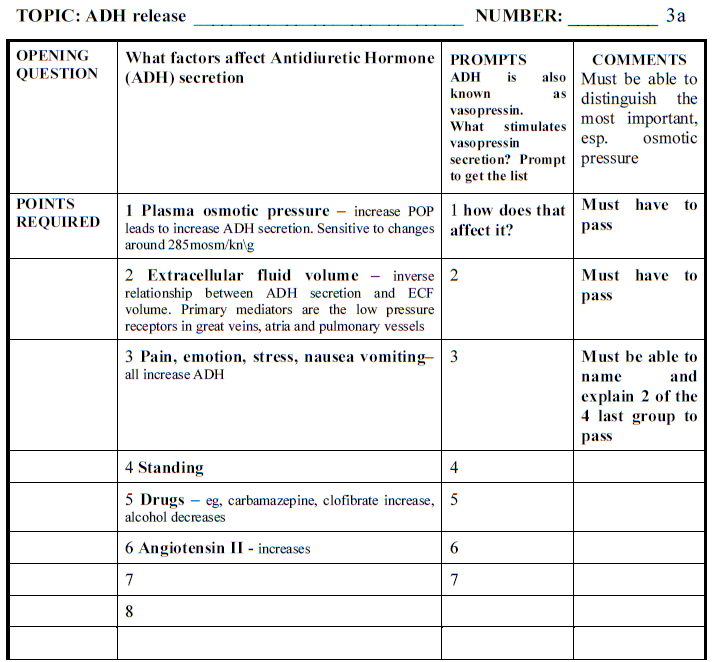 TOPIC: ADH release ______________________________ NUMBER: __________ 3a
OPENING
QUESTION
What factors affect Antidiuretic Hormone
(ADH) secretion
PROMPTS
ADH is also
known as
vasopressin.
What stimulates
vasopressin
secretion? Prompt
to get the list
COMMENTS
Must be able to
distinguish the
most important,
esp. osmotic
pressure
POINTS
REQUIRED
1 Plasma osmotic pressure – increase POP
leads to increase ADH secretion. Sensitive to changes
around 285mosm/kn\g
1 how does that
affect it?
Must have to
pass
2 Extracellular fluid volume – inverse
relationship between ADH secretion and ECF
volume. Primary mediators are the low pressure
receptors in great veins, atria and pulmonary vessels
2
Must have to
pass
3 Pain, emotion, stress, nausea vomiting–
all increase ADH
3
Must be able to
name and
explain 2 of the
4 last group to
pass
4 Standing
4
5 Drugs – eg, carbamazepine, clofibrate increase,
alcohol decreases
5
6 Angiotensin II - increases
6
7
7
8